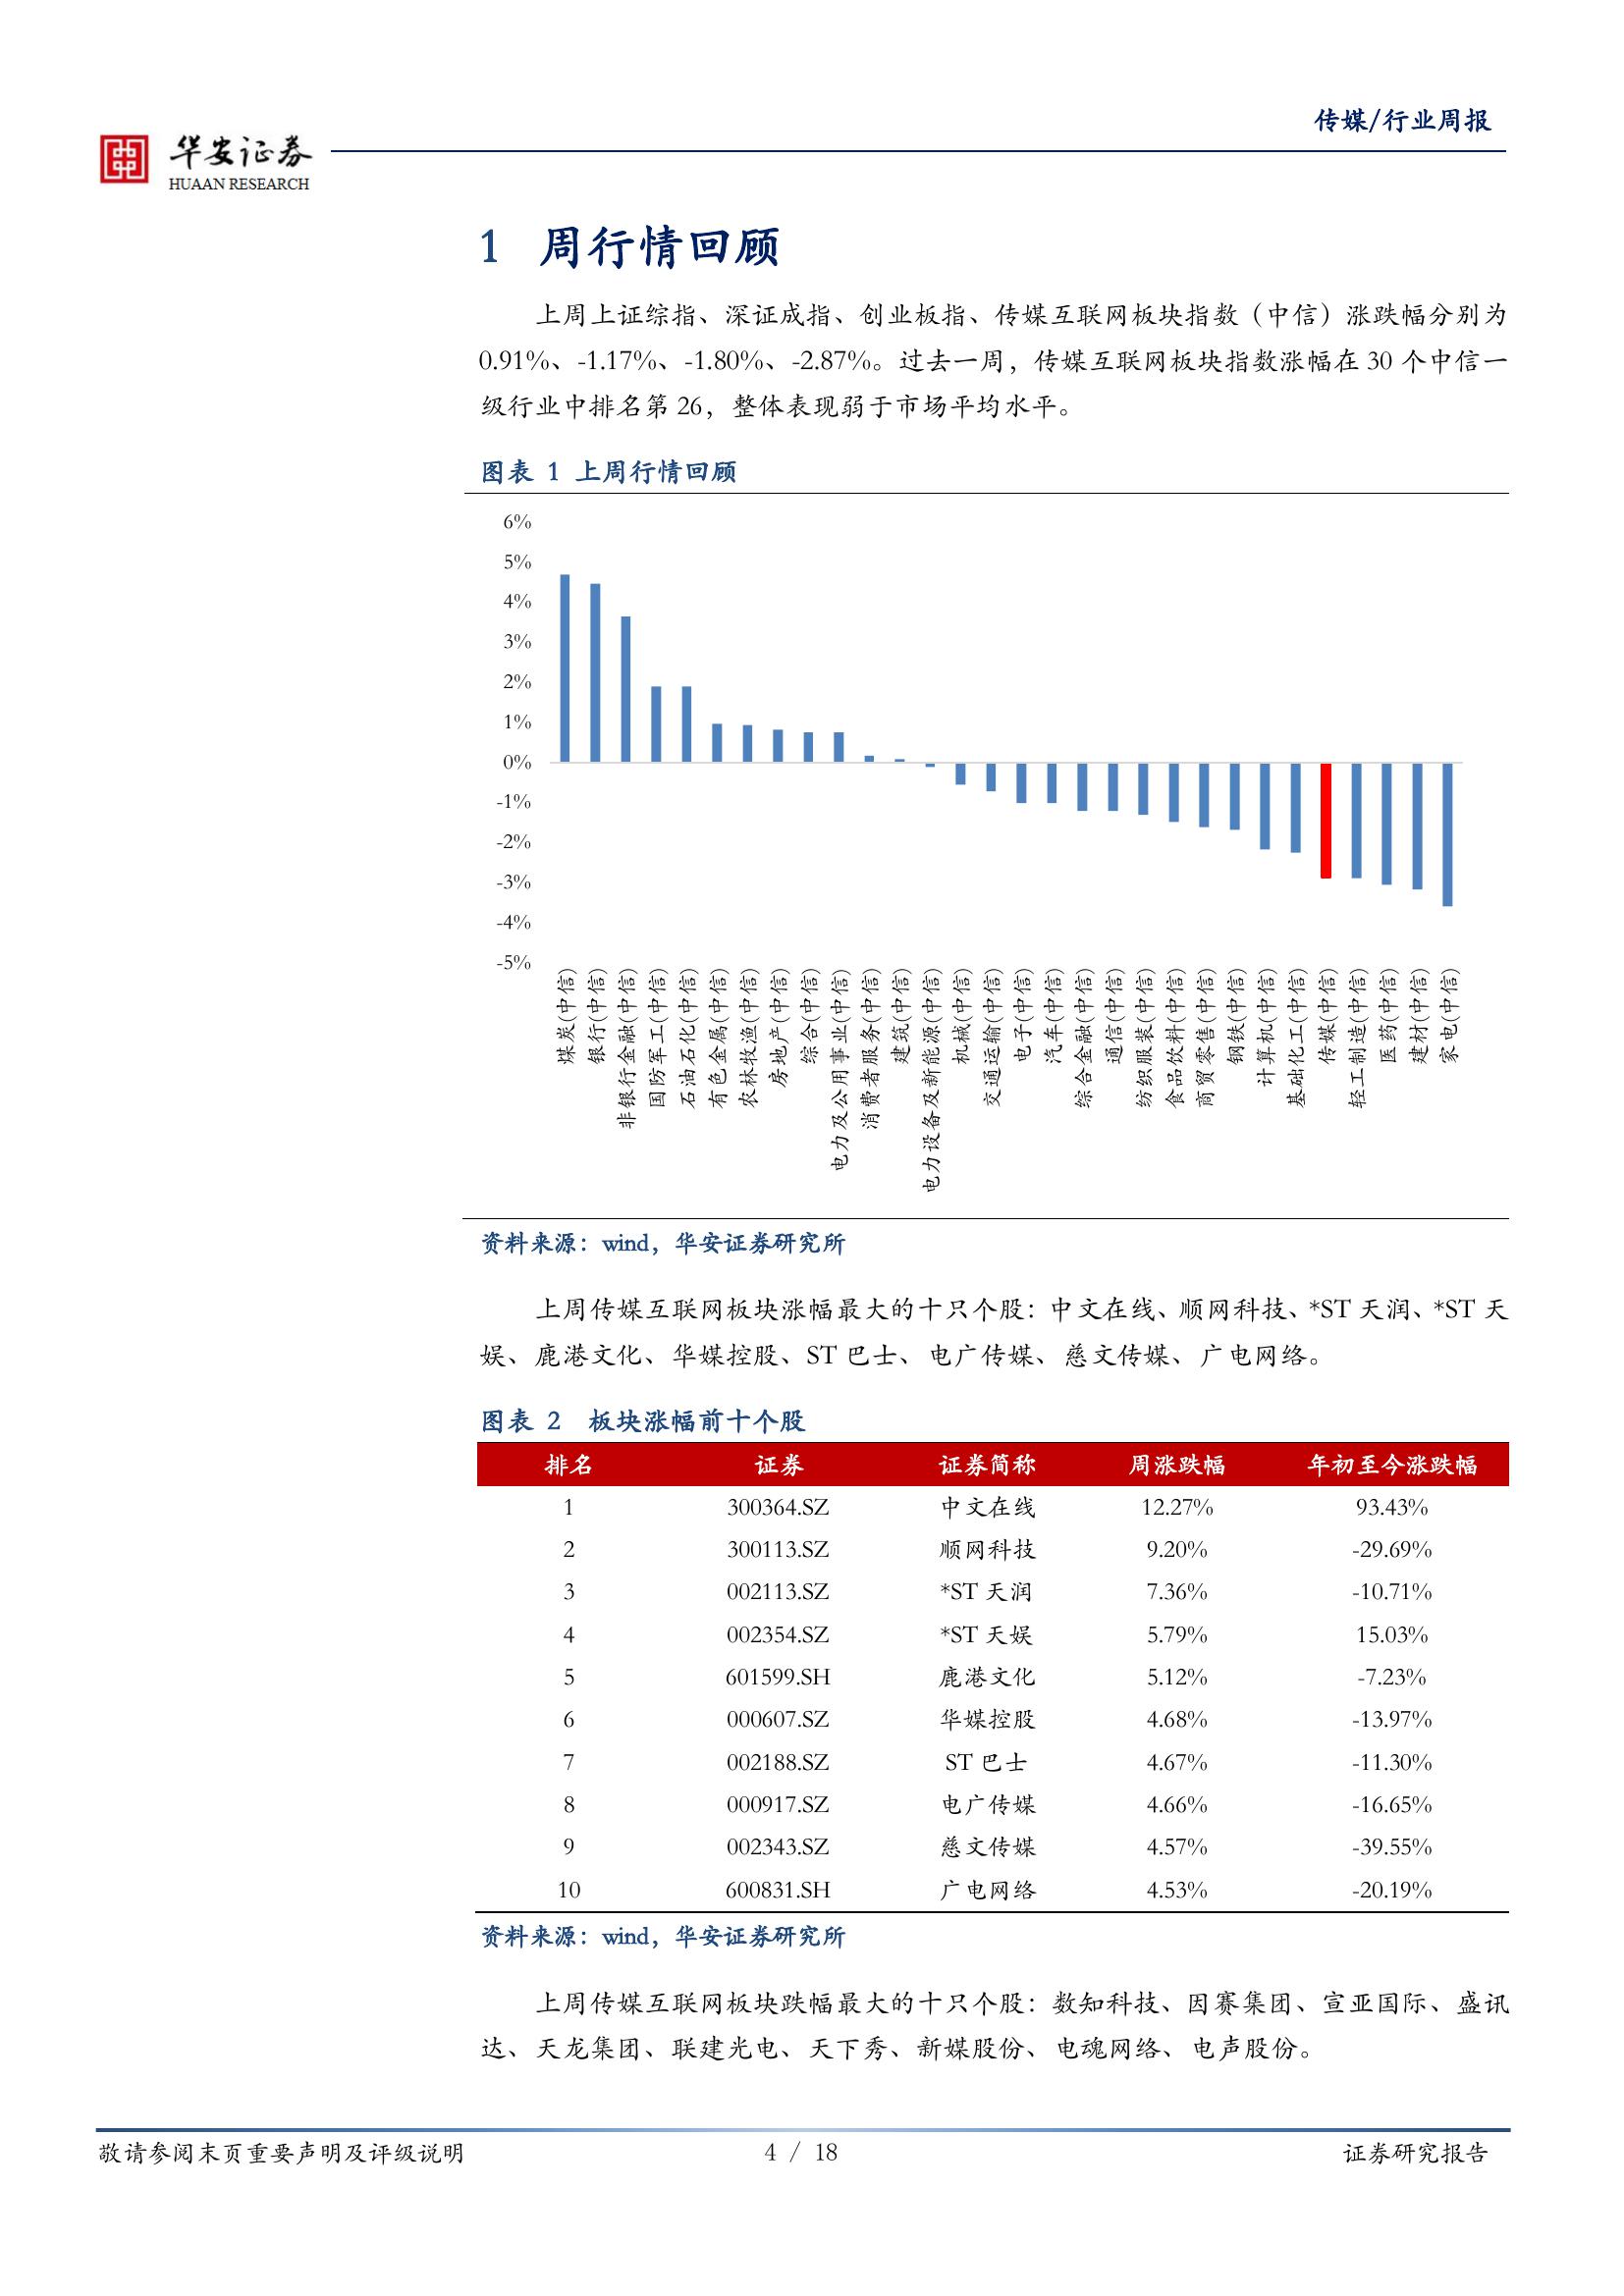 传媒/行业周报
华安证券
HUAAN RESEARCH
1 周行情回顾
上周上证综指、深证成指、创业板指、传媒互联网板块指数（中信）涨跌幅分别为
0.91%、-1.17%、-1.80%、-2.87%。过去一周，传媒互联网板块指数涨幅在 30 个中信一
级行业中排名第 26，整体表现弱于市场平均水平。
图表 1 上周行情回顾
6%
5%
4%
3%
2%
1%
0%
-1%
-2%
-3%
-4%
-5%
煤炭(中信)
银行(中信)
非银行金融(中信)
国防军工(中信)
石油石化(中信)
有色金属(中信)
农林牧渔(中信)
房地产(中信)
综合(中信)
电力及公用事业(中信)
消费者服务(中信)
建筑(中信)
电力设备及新能源(中信)
机械(中信)
交通运输(中信)
电子(中信)
汽车(中信)
综合金融(中信)
通信(中信)
纺织服装(中信)
食品饮料(中信)
商贸零售(中信)
钢铁(中信)
计算机(中信)
基础化工(中信)
传媒(中信)
轻工制造(中信)
医药(中信)
建材(中信)
家电(中信)
资料来源：wind，华安证券研究所
上周传媒互联网板块涨幅最大的十只个股：中文在线、顺网科技、*ST 天润、*ST 天
娱、鹿港文化、华媒控股、ST 巴士、电广传媒、慈文传媒、广电网络。
图表 2 板块涨幅前十个股
排名 证券 证券简称 周涨跌幅 年初至今涨跌幅
1 300364.SZ 中文在线 12.27% 93.43%
2 300113.SZ 顺网科技 9.20% -29.69%
3 002113.SZ *ST 天润 7.36% -10.71%
4 002354.SZ *ST 天娱 5.79% 15.03%
5 601599.SH 鹿港文化 5.12% -7.23%
6 000607.SZ 华媒控股 4.68% -13.97%
7 002188.SZ ST 巴士 4.67% -11.30%
8 000917.SZ 电广传媒 4.66% -16.65%
9 002343.SZ 慈文传媒 4.57% -39.55%
10 600831.SH 广电网络 4.53% -20.19%
资料来源：wind，华安证券研究所
上周传媒互联网板块跌幅最大的十只个股：数知科技、因赛集团、宣亚国际、盛讯
达、天龙集团、联建光电、天下秀、新媒股份、电魂网络、电声股份。
敬请参阅末页重要声明及评级说明 4 / 18 证券研究报告